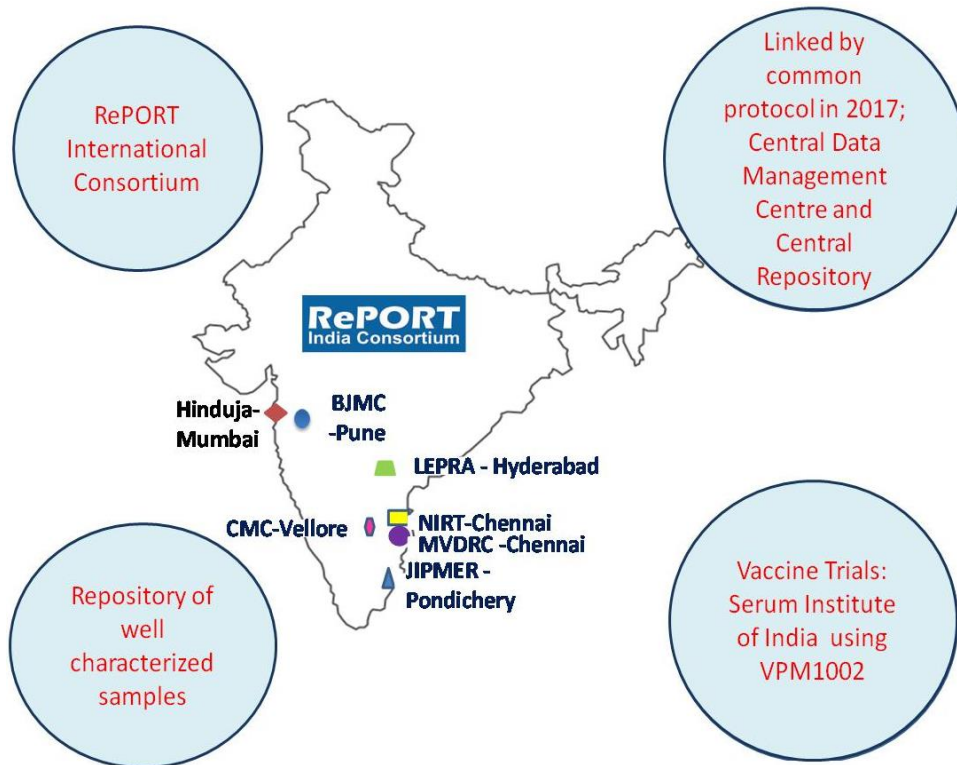 RePORT
International
Consortium
Linked by
common
protocol in 2017;
Central Data
Management
Centre and
Central
Repository
RePORT
India Consortium
Hinduja-
Mumbai
BJMC
-Pune
LEPRA - Hyderabad
CMC-Vellore
NIRT-Chennai
MVDRC -Chennai
JIPMER -
Pondichery
Repository of
well
characterized
samples
Vaccine Trials:
Serum Institute
of India using
VPM1002